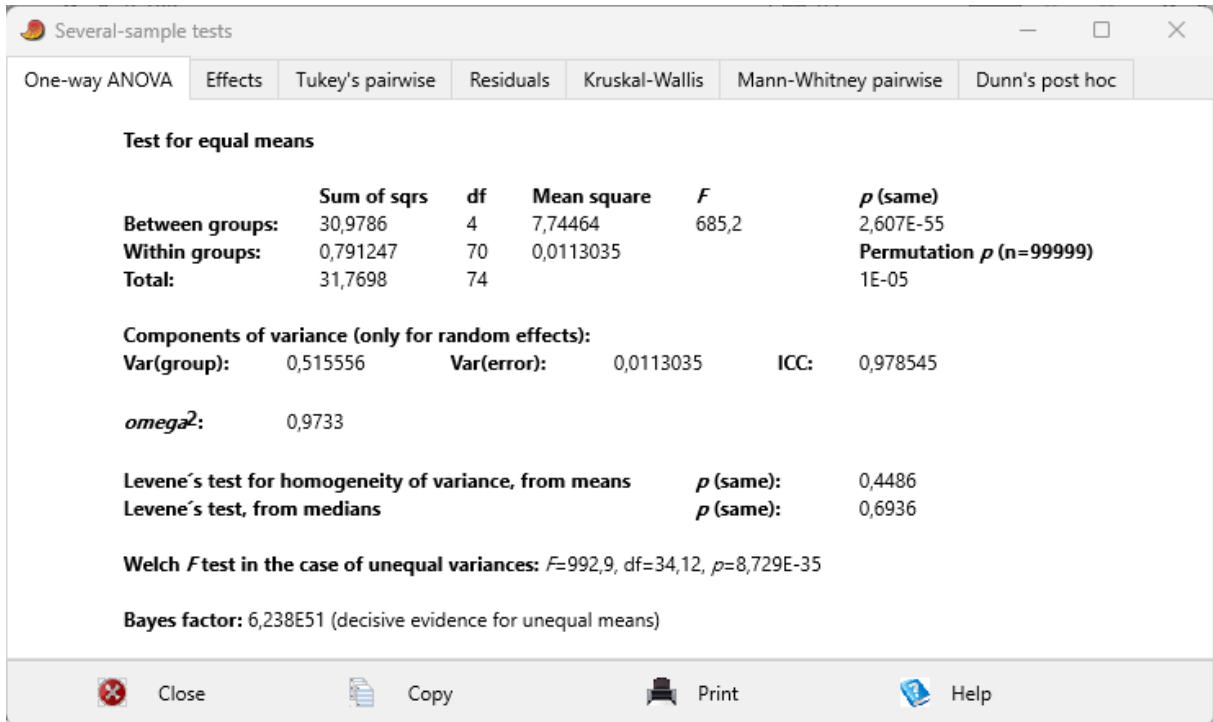 Several-sample tests
One-way ANOVA Effects Tukey's pairwise Residuals Kruskal-Wallis Mann-Whitney pairwise Dunn's post hoc
Test for equal means
Sum of sqrs df Mean square F p (same)
Between groups: 30,9786 4 7,74464 685,2 2,607E-55
Within groups: 0,791247 70 0,0113035 Permutation p (n=99999)
Total: 31,7698 74 1E-05
Components of variance (only for random effects):
Var(group): 0,515556 Var(error): 0,0113035 ICC: 0,978545
omega2: 0,9733
Levene´s test for homogeneity of variance, from means p (same): 0,4486
Levene´s test, from medians p (same): 0,6936
Welch F test in the case of unequal variances: F=992,9, df=34,12, p=8,729E-35
Bayes factor: 6,238E51 (decisive evidence for unequal means)
Close Copy Print Help